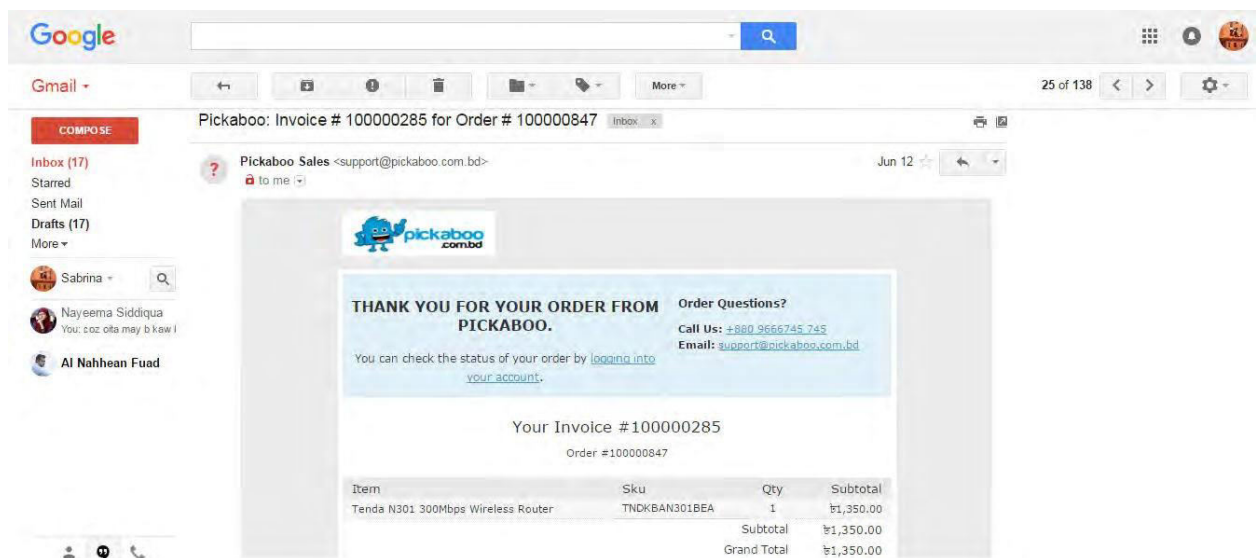 Google
Gmail
More
25 of 138
COMPOSE
Inbox (17)
Starred
Sent Mail
Drafts (17)
More
Sabrina
Nayeema Siddiqua
You: coz oita may b kaw
Al Nahhean Fuad
Pickaboo: Invoice # 100000285 for Order # 100000847 Inbox x
Pickaboo Sales <support@pickaboo.com.bd>
Jun 12
to me
pickaboo
.com.bd
THANK YOU FOR YOUR ORDER FROM
PICKABOO.
You can check the status of your order by logging into
your account.
Order Questions?
Call Us: +880 9666745 745
Email: support@pickaboo.com.bd
Your Invoice #100000285
Order #100000847
Item Sku Qty Subtotal
Tenda N301 300Mbps Wireless Router TNDKBAN301BEA 1 ৳1,350.00
Subtotal ৳1,350.00
Grand Total ৳1,350.00